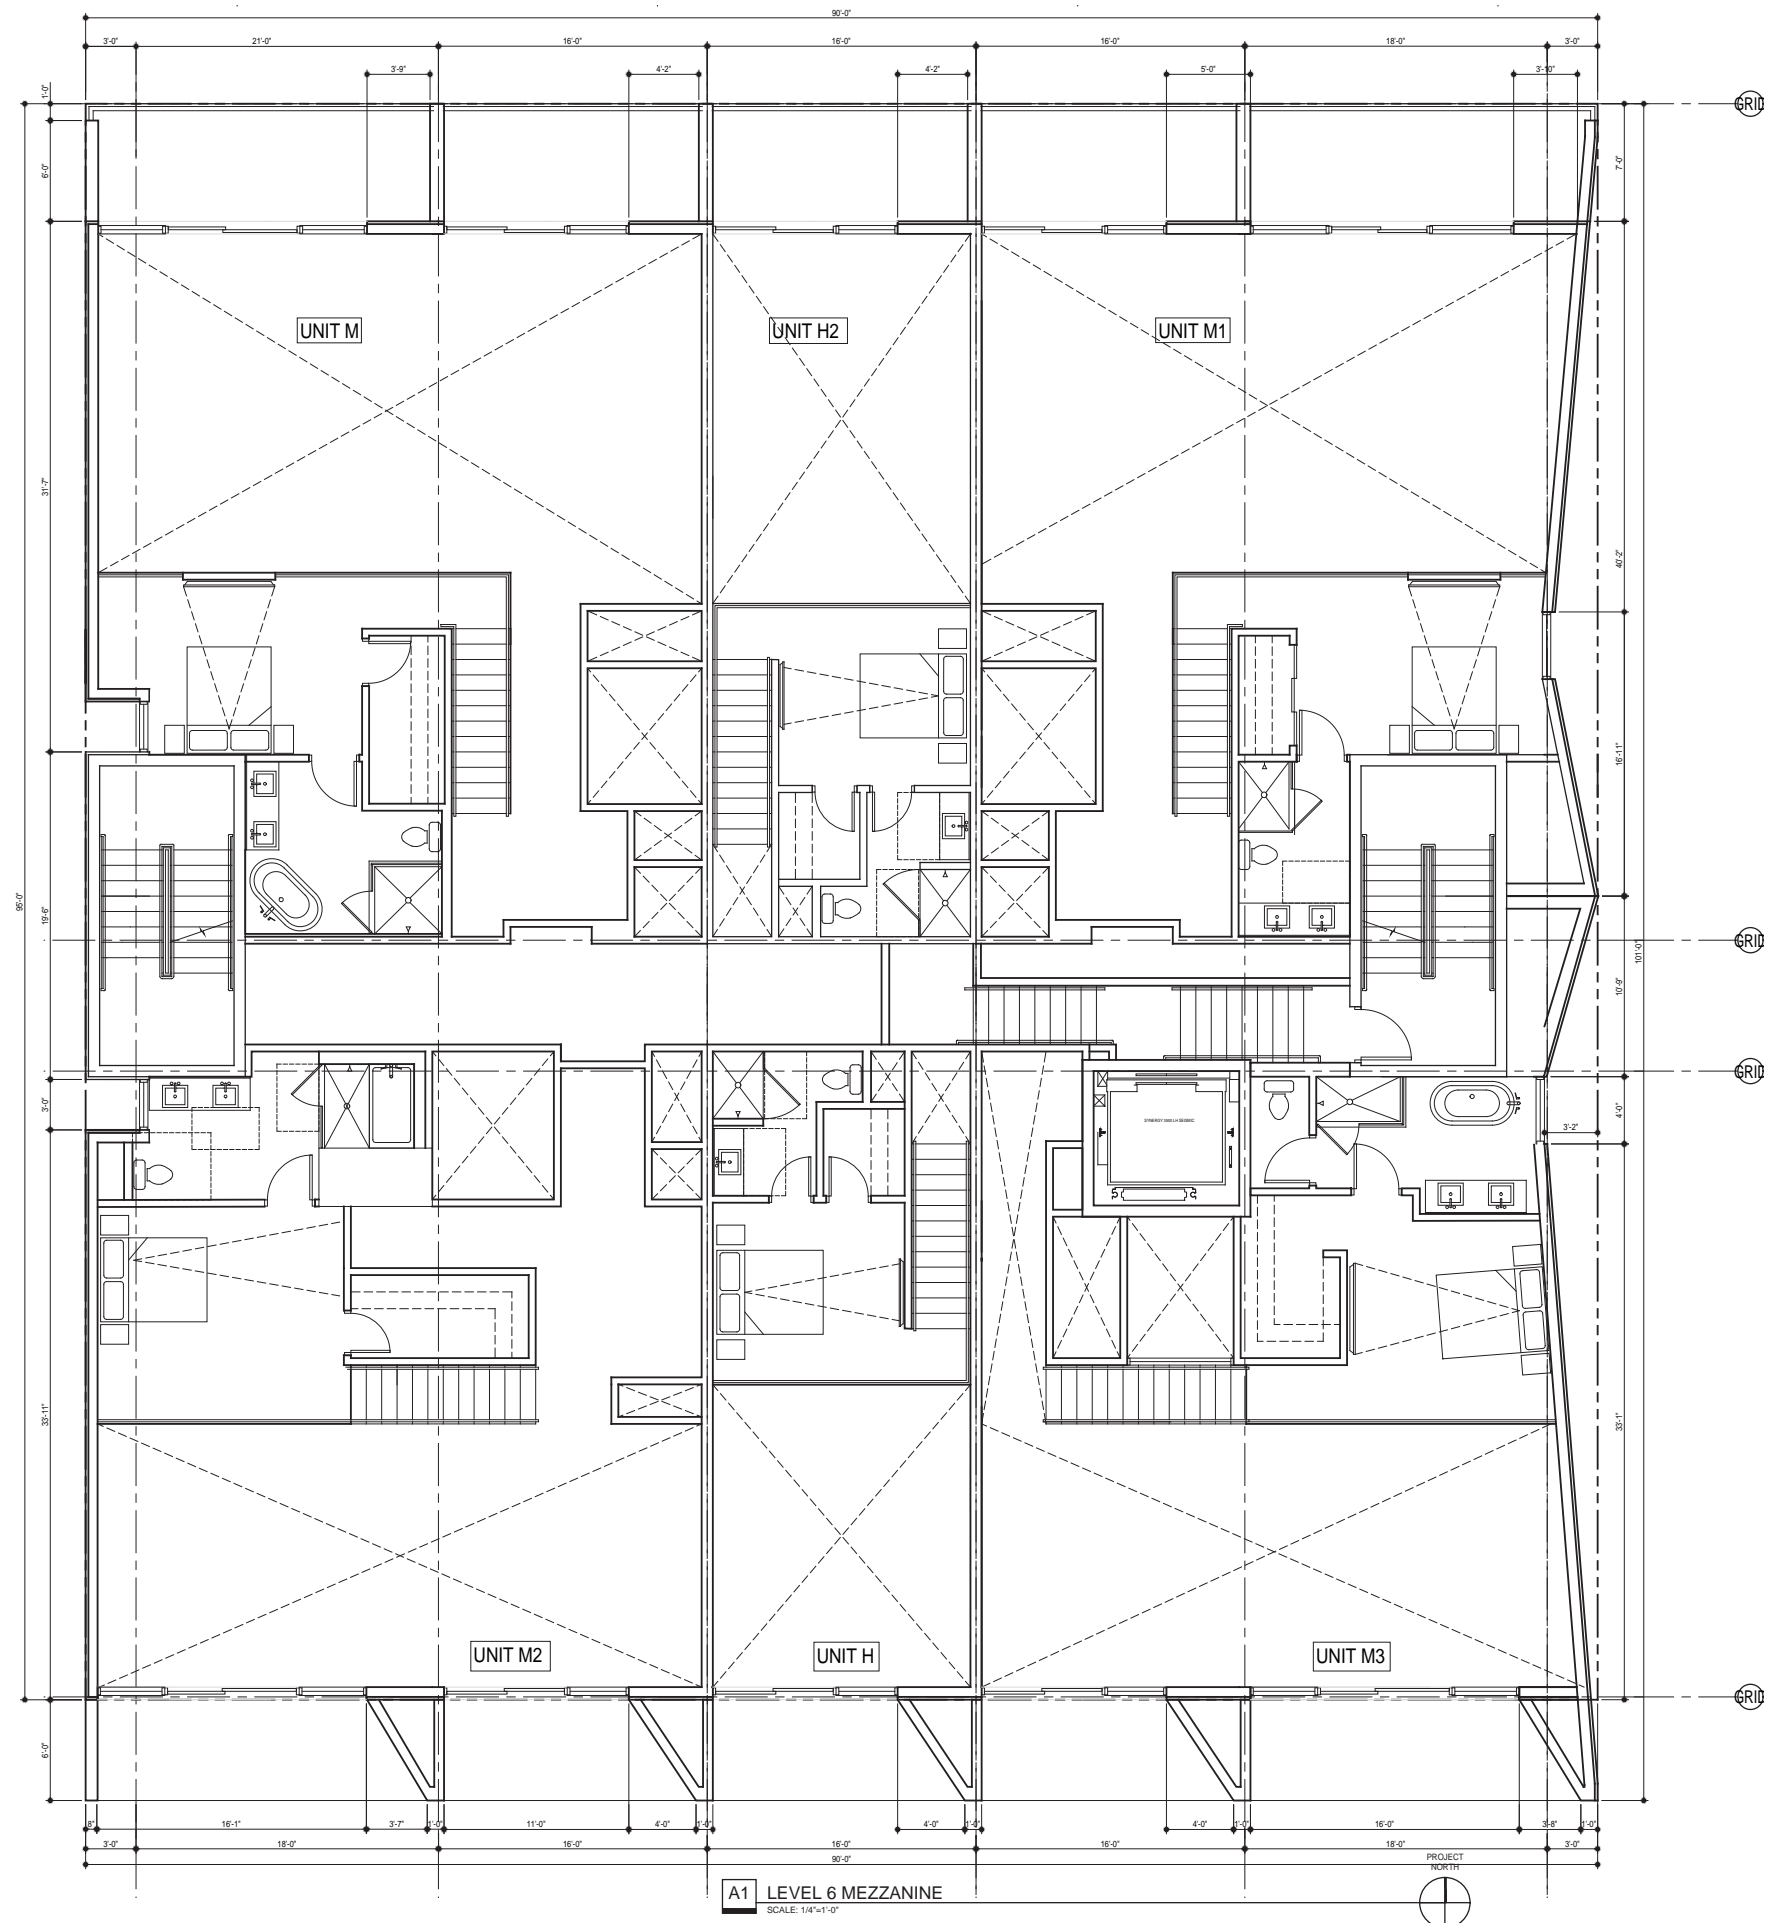 90'-0"
3'-0" 21'-0" 16'-0" 16'-0" 16'-0" 18'-0" 3'-0"
3'-9" 4'-2" 4'-2" 5'-0" 3'-10"
1'-0"
GRID
6'-0"
7'-0"
UNIT M
UNIT H2
UNIT M1
31'-7"
40'-2"
16'-11"
95'-0"
19'-6"
GRID
101'-0"
10'-9"
GRID
3'-0"
4'-0"
3'-2"
33'-11"
33'-1"
UNIT M2
UNIT H
UNIT M3
GRID
6'-0"
8" 16'-1" 3'-7" 1'-0" 11'-0" 4'-0" 1'-0" 4'-0" 1'-0" 4'-0" 1'-0" 16'-0" 3'-8" 1'-0"
3'-0" 18'-0" 16'-0" 16'-0" 16'-0" 18'-0" 3'-0"
90'-0"
PROJECT
NORTH
A1 LEVEL 6 MEZZANINE
SCALE: 1/4"=1'-0"